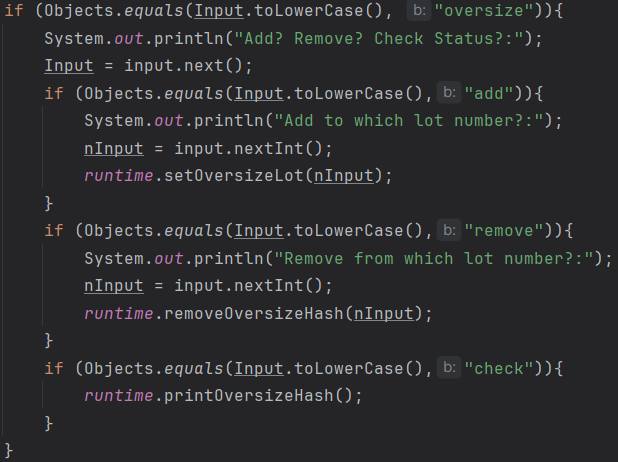 if (Objects.equals(Input.toLowerCase(), b: "oversize")){
System.out.println("Add? Remove? Check Status?:");
Input = input.next();
if (Objects.equals(Input.toLowerCase(), b: "add")){
System.out.println("Add to which lot number?:");
nInput = input.nextInt();
runtime.setOversizeLot(nInput);
}
if (Objects.equals(Input.toLowerCase(), b: "remove")){
System.out.println("Remove from which lot number?:");
nInput = input.nextInt();
runtime.removeOversizeHash(nInput);
}
if (Objects.equals(Input.toLowerCase(), b: "check")){
runtime.printOversizeHash();
}
}